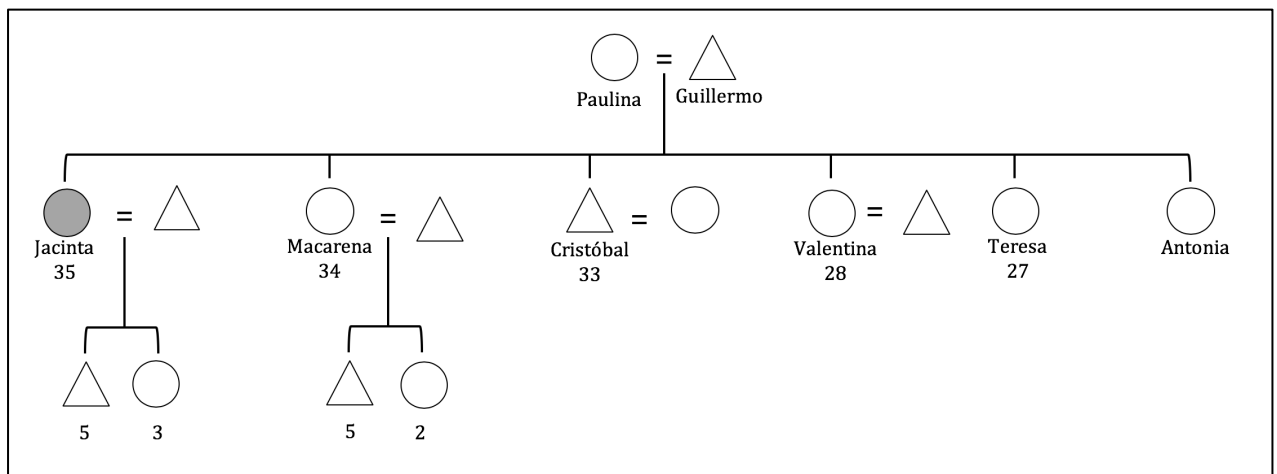 Paulina = Guillermo
Jacinta = Macarena = Cristóbal = Valentina = Teresa Antonia
35 34 33 28 27
5 3 5 2